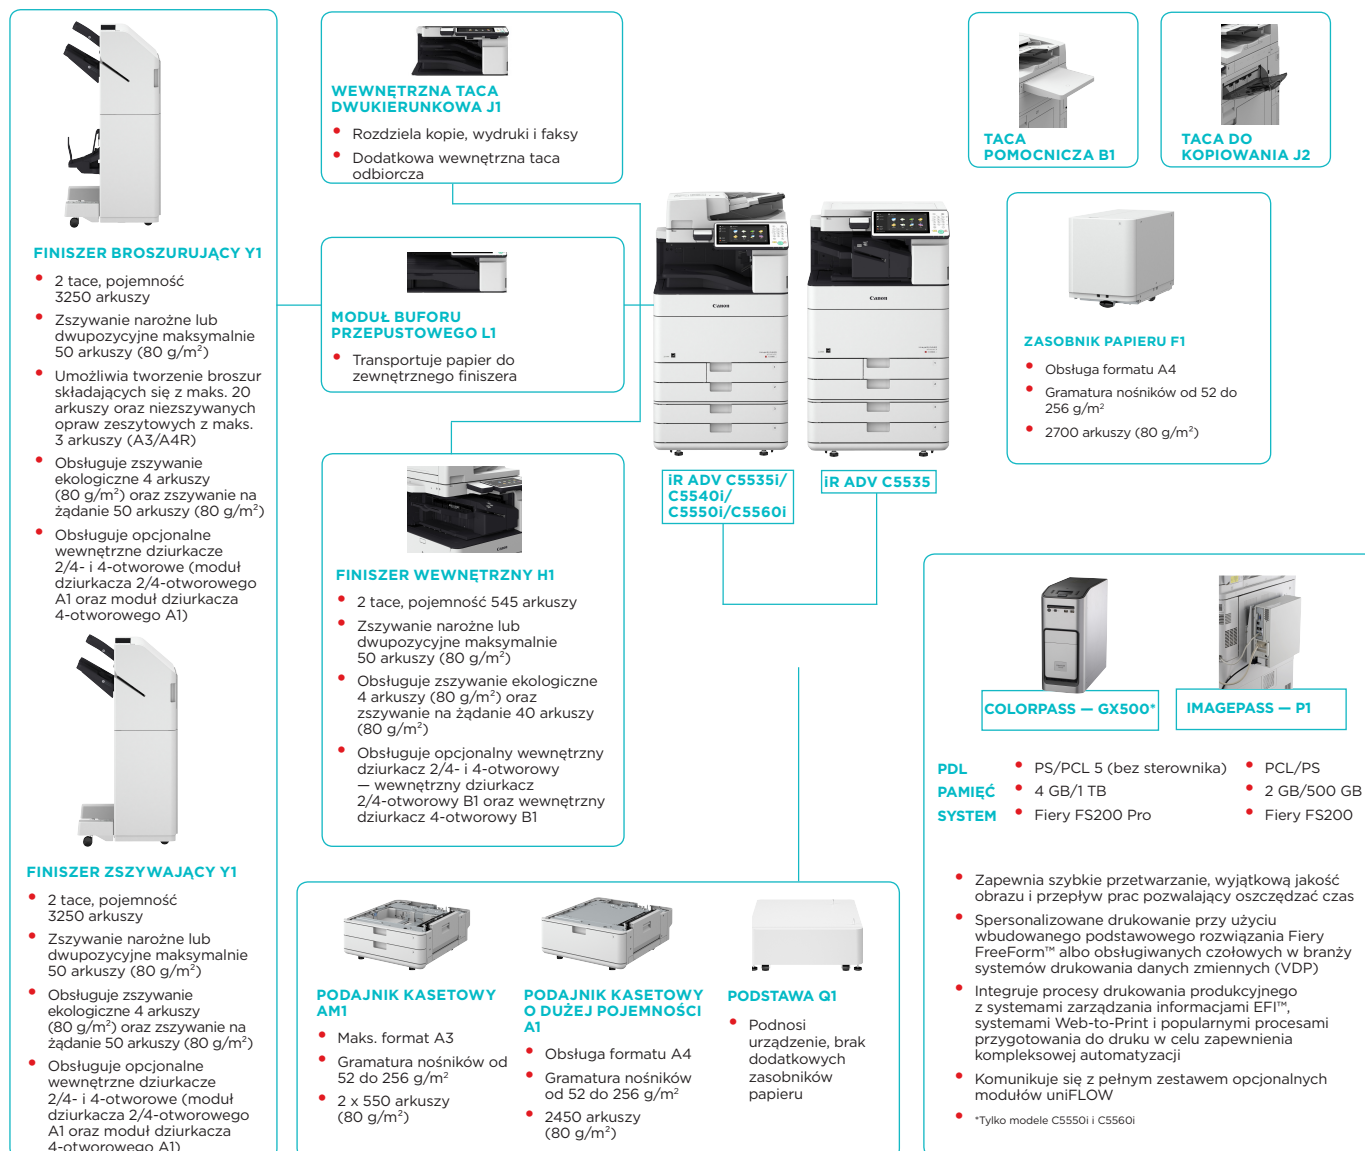 FINISZER BROSZURUJĄCY Y1
2 tace, pojemność
3250 arkuszy
Zszywanie narożne lub
dwupozycyjne maksymalnie
50 arkuszy (80 g/m²)
Umożliwia tworzenie broszur
składających się z maks. 20
arkuszy oraz niezszywanych
opraw zeszytowych z maks.
3 arkuszy (A3/A4R)
Obsługuje zszywanie
ekologiczne 4 arkuszy
(80 g/m²) oraz zszywanie na
żądanie 50 arkuszy (80 g/m²)
Obsługuje opcjonalne
wewnętrzne dziurkacze
2/4- i 4-otworowe (moduł
dziurkacza 2/4-otworowego
A1 oraz moduł dziurkacza
4-otworowego A1)
FINISZER ZSZYWAJĄCY Y1
2 tace, pojemność
3250 arkuszy
Zszywanie narożne lub
dwupozycyjne maksymalnie
50 arkuszy (80 g/m²)
Obsługuje zszywanie
ekologiczne 4 arkuszy
(80 g/m²) oraz zszywanie na
żądanie 50 arkuszy (80 g/m²)
Obsługuje opcjonalne
wewnętrzne dziurkacze
2/4- i 4-otworowe (moduł
dziurkacza 2/4-otworowego
A1 oraz moduł dziurkacza
4-otworowego A1)
WEWNĘTRZNA TACA
DWUKIERUNKOWA J1
Rozdziela kopie, wydruki i faksy
Dodatkowa wewnętrzna taca
odbiorcza
MODUŁ BUFORU
PRZEPUSTOWEGO L1
Transportuje papier do
zewnętrznego finiszera
FINISZER WEWNĘTRZNY H1
2 tace, pojemność 545 arkuszy
Zszywanie narożne lub
dwupozycyjne maksymalnie
50 arkuszy (80 g/m²)
Obsługuje zszywanie ekologiczne
4 arkuszy (80 g/m²) oraz
zszywanie na żądanie 40 arkuszy
(80 g/m²)
Obsługuje opcjonalny wewnętrzny
dziurkacz 2/4- i 4-otworowy
— wewnętrzny dziurkacz
2/4-otworowy B1 oraz wewnętrzny
dziurkacz 4-otworowy B1
Canon
Canon
iR ADV C5535i/
C5540i/
C5550i/C5560i
iR ADV C5535
TACA
POMOCNICZA B1
TACA DO
KOPIOWANIA J2
ZASOBNIK PAPIERU F1
Obsługa formatu A4
Gramatura nośników od 52 do
256 g/m²
2700 arkuszy (80 g/m²)
PODAJNIK KASETOWY
AM1
Maks. format A3
Gramatura nośników od
52 do 256 g/m²
2 x 550 arkuszy
(80 g/m²)
PODAJNIK KASETOWY
O DUŻEJ POJEMNOŚCI
A1
Obsługa formatu A4
Gramatura nośników
od 52 do 256 g/m²
2450 arkuszy
(80 g/m²)
PODSTAWA Q1
Podnosi
urządzenie, brak
dodatkowych
zasobników
papieru
COLORPASS — GX500*
IMAGEPASS — P1
PDL PS/PCL 5 (bez sterownika) PCL/PS
PAMIĘĆ 4 GB/1 TB 2 GB/500 GB
SYSTEM Fiery FS200 Pro Fiery FS200
Zapewnia szybkie przetwarzanie, wyjątkową jakość
obrazu i przepływ prac pozwalający oszczędzać czas
Spersonalizowane drukowanie przy użyciu
wbudowanego podstawowego rozwiązania Fiery
FreeForm™ albo obsługiwanych czołowych w branży
systemów drukowania danych zmiennych (VDP)
Integruje procesy drukowania produkcyjnego
z systemami zarządzania informacjami EFI™,
systemami Web-to-Print i popularnymi procesami
przygotowania do druku w celu zapewnienia
kompleksowej automatyzacji
Komunikuje się z pełnym zestawem opcjonalnych
modułów uniFLOW
*Tylko modele C5550i i C5560i